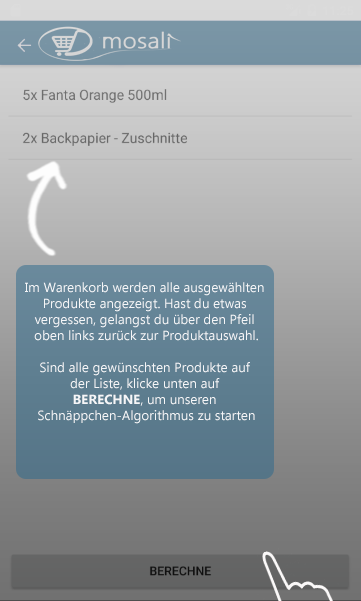 mosali
5x Fanta Orange 500ml
2x Backpapier - Zuschnitte
Im Warenkorb werden alle ausgewählten
Produkte angezeigt. Hast du etwas
vergessen, gelangst du über den Pfeil
oben links zurück zur Produktauswahl.
Sind alle gewünschten Produkte auf
der Liste, klicke unten auf
BERECHNE, um unseren
Schnäppchen-Algorithmus zu starten
BERECHNE